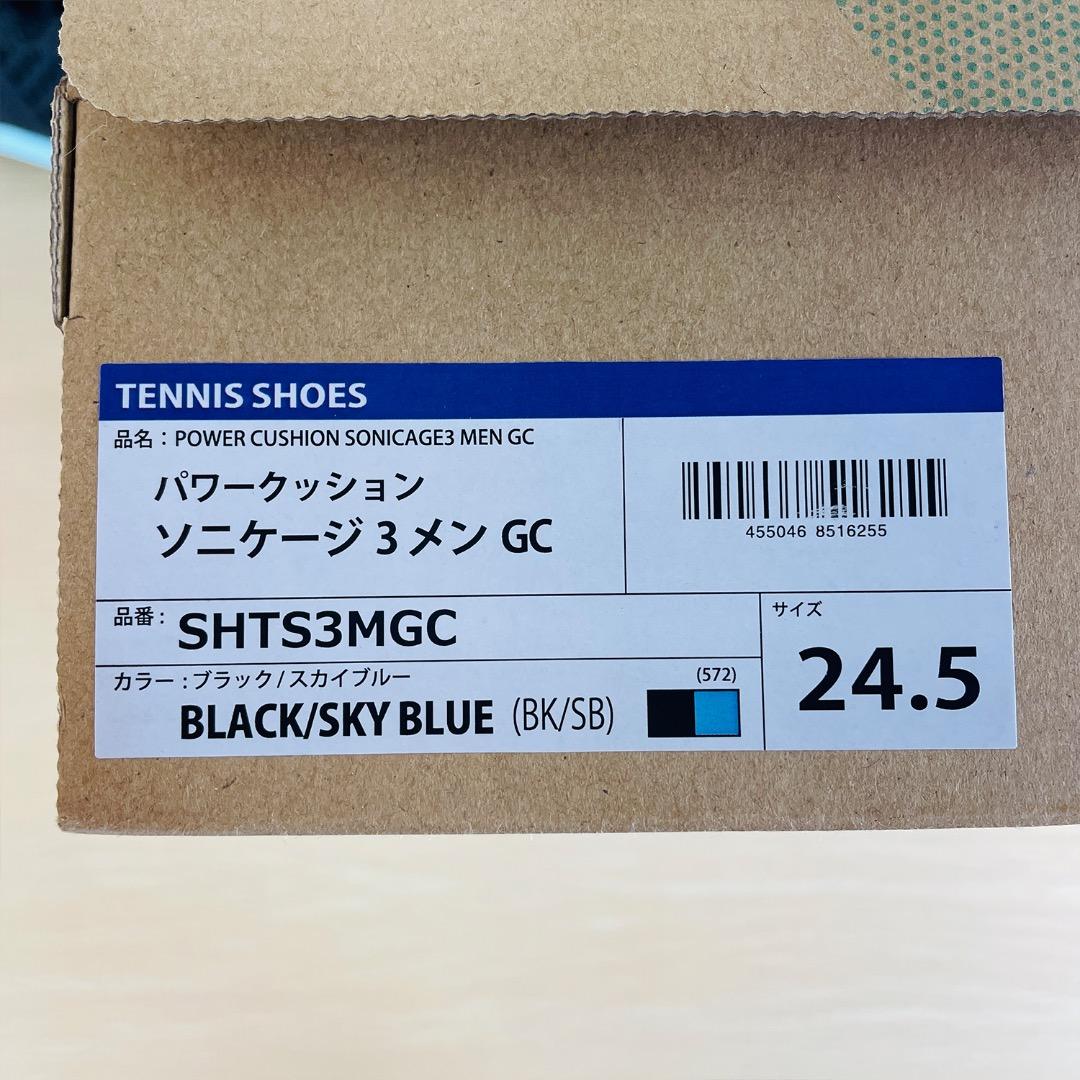 TENNIS SHOES
品名：POWER CUSHION SONICAGE3 MEN GC
パワークッション
ソニケージ 3 メン GC
455046 8516255
品番：SHTS3MGC
カラー：ブラック / スカイブルー
(572)
BLACK/SKY BLUE (BK/SB)
サイズ
24.5